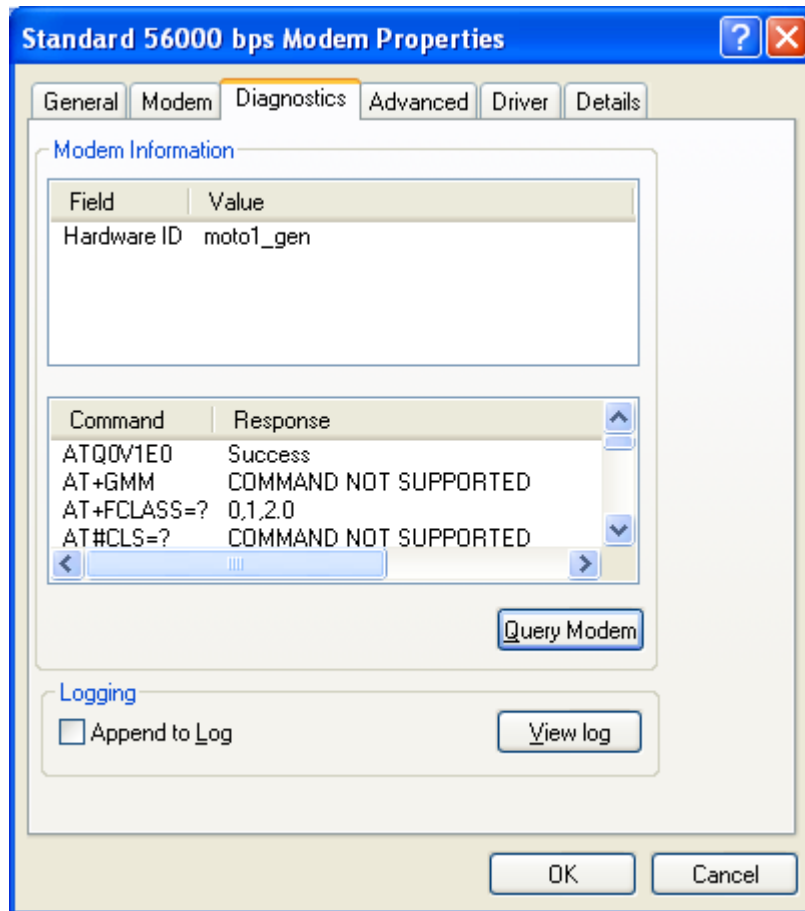 Standard 56000 bps Modem Properties
General Modem Diagnostics Advanced Driver Details
Modem Information
Field Value
Hardware ID moto1_gen
Command Response
ATQ0V1E0 Success
AT+GMM COMMAND NOT SUPPORTED
AT+FCLASS=? 0,1,2.0
AT#CLS=? COMMAND NOT SUPPORTED
Query Modem
Logging
Append to Log View log
OK Cancel